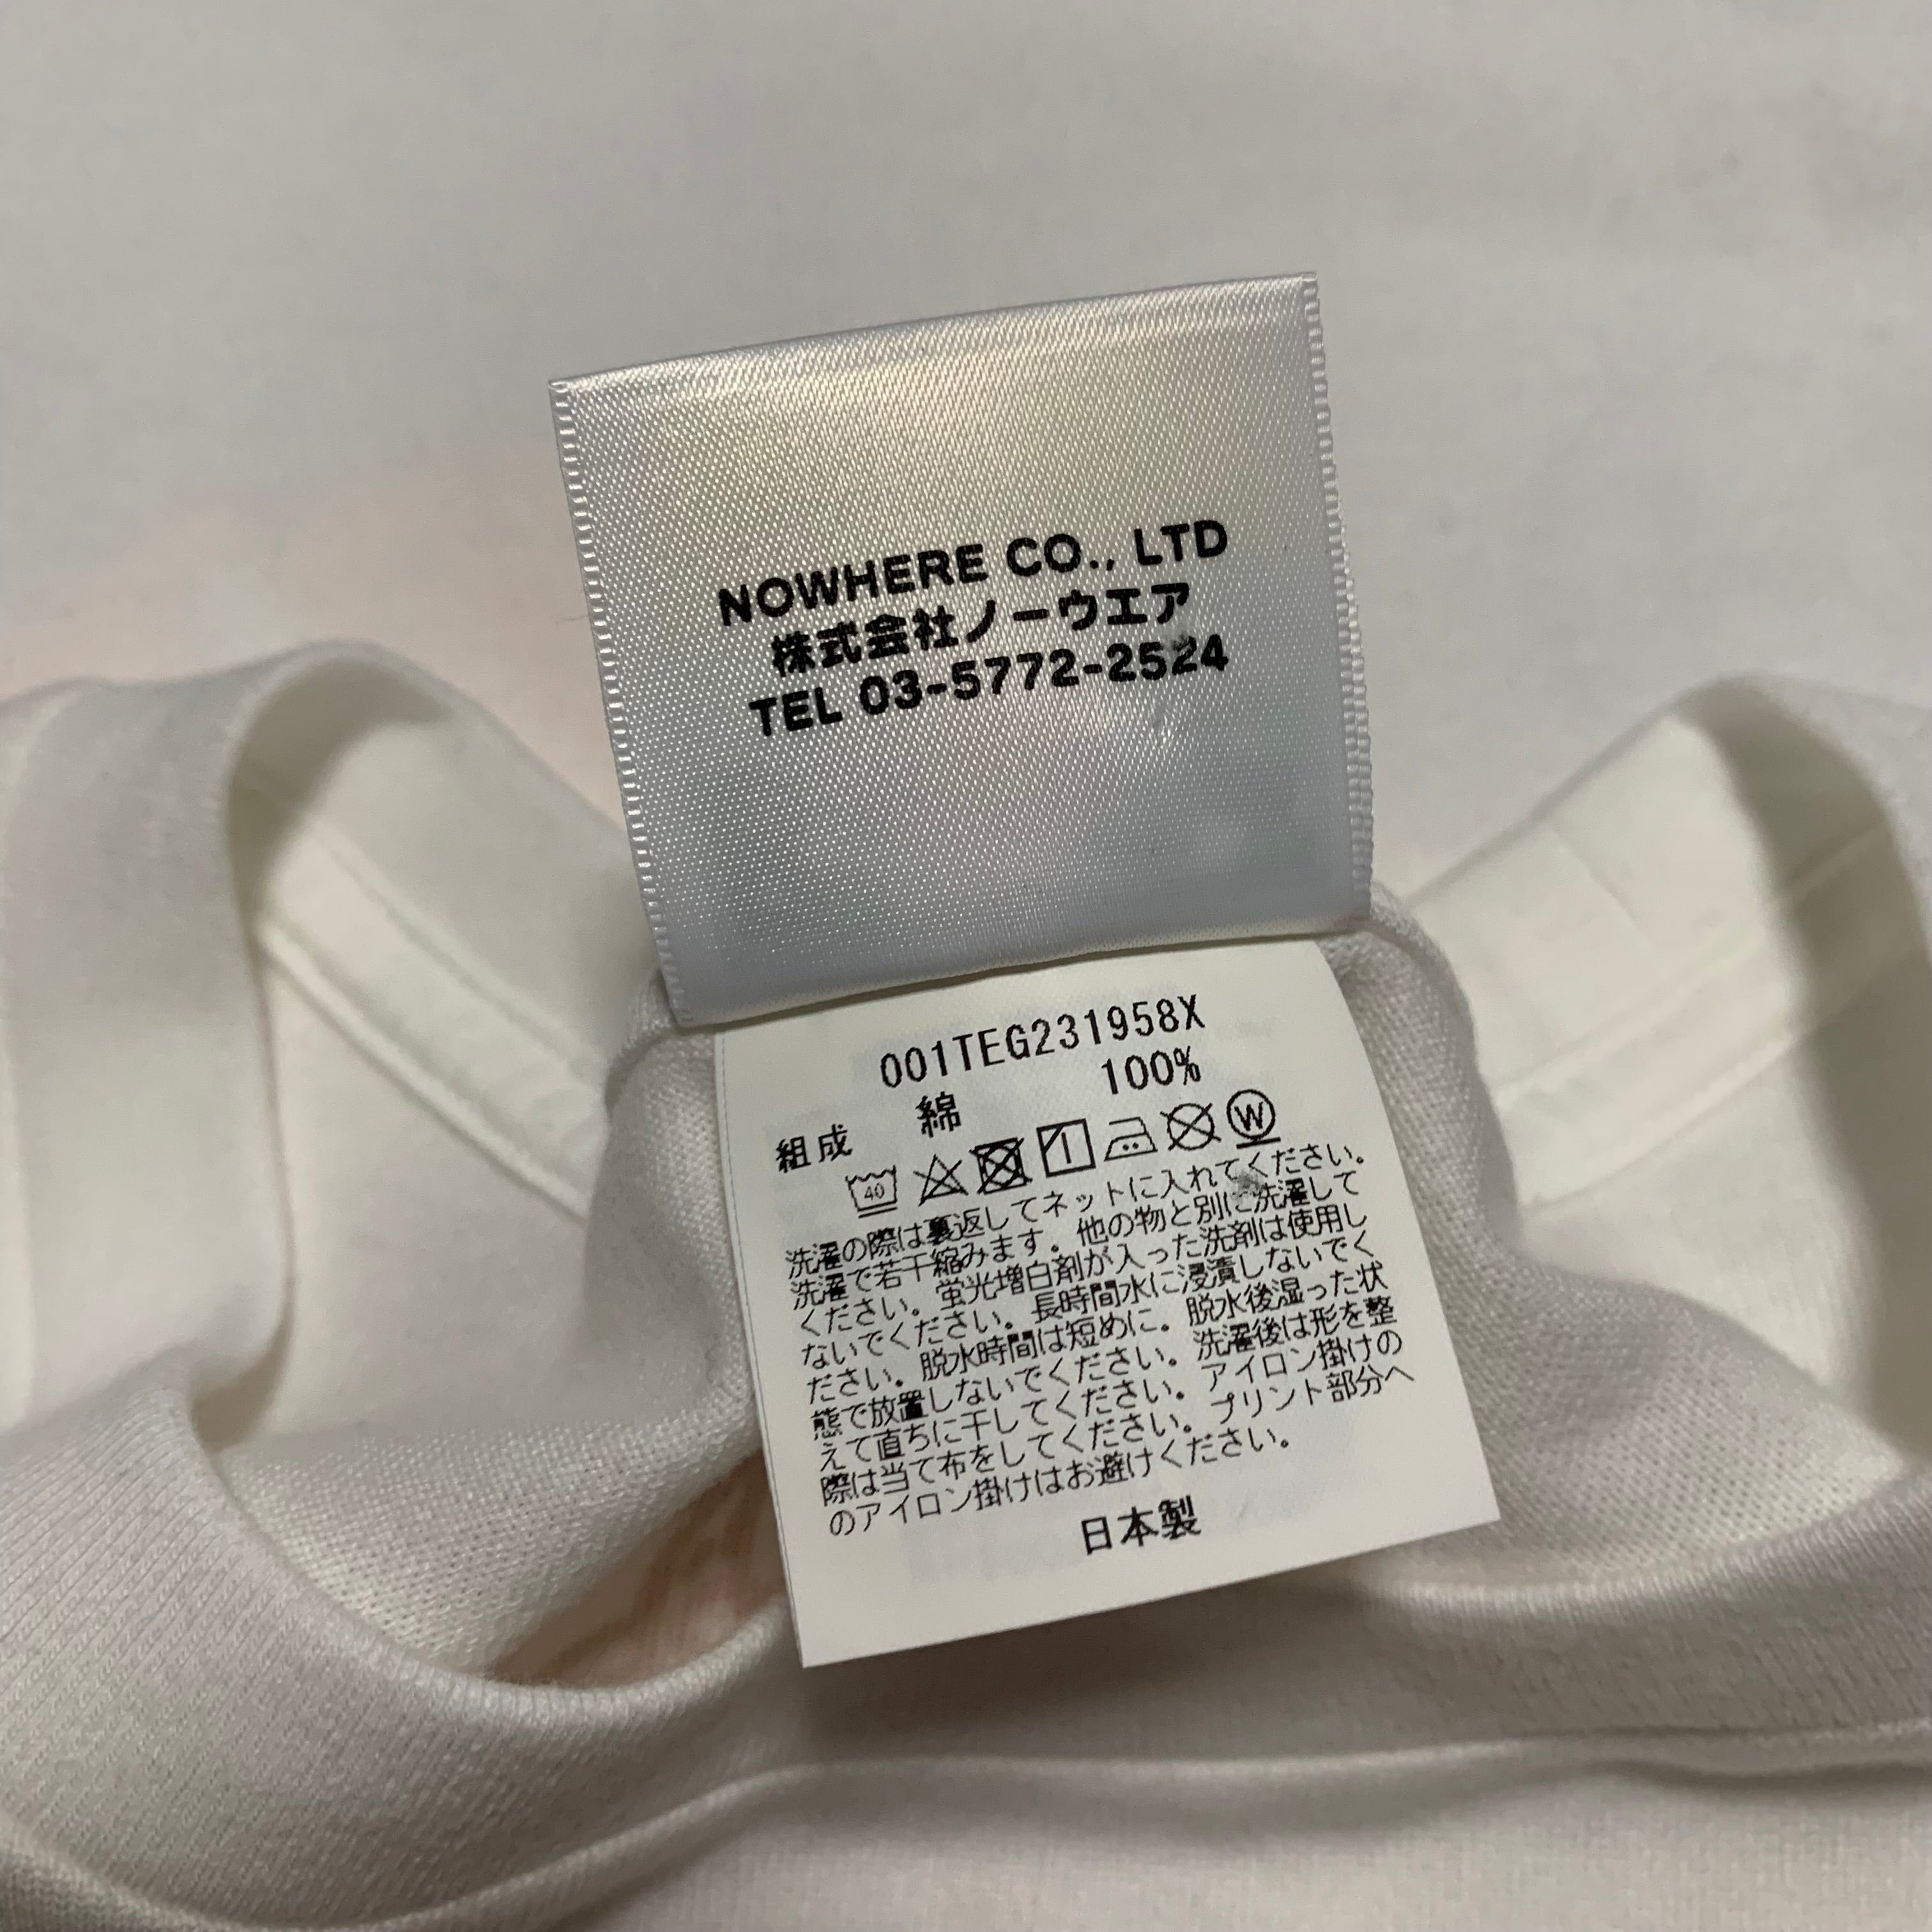 NOWHERE CO., LTD
株式会社ノーウエア
TEL 03-5772-2524
001TEG231958X
組成 綿 100%
40 W
洗濯の際は裏返してネットに入れてください。
洗濯で若干縮みます。他の物と別に洗濯して
ください。蛍光増白剤が入った洗剤は使用し
ないでください。長時間水に浸漬しないでく
ださい。脱水時間は短めに。脱水後湿った状
態で放置しないでください。洗濯後は形を整
えて直ちに干してください。アイロン掛けの
際は当て布をしてください。プリント部分へ
のアイロン掛けはお避けください。
日本製